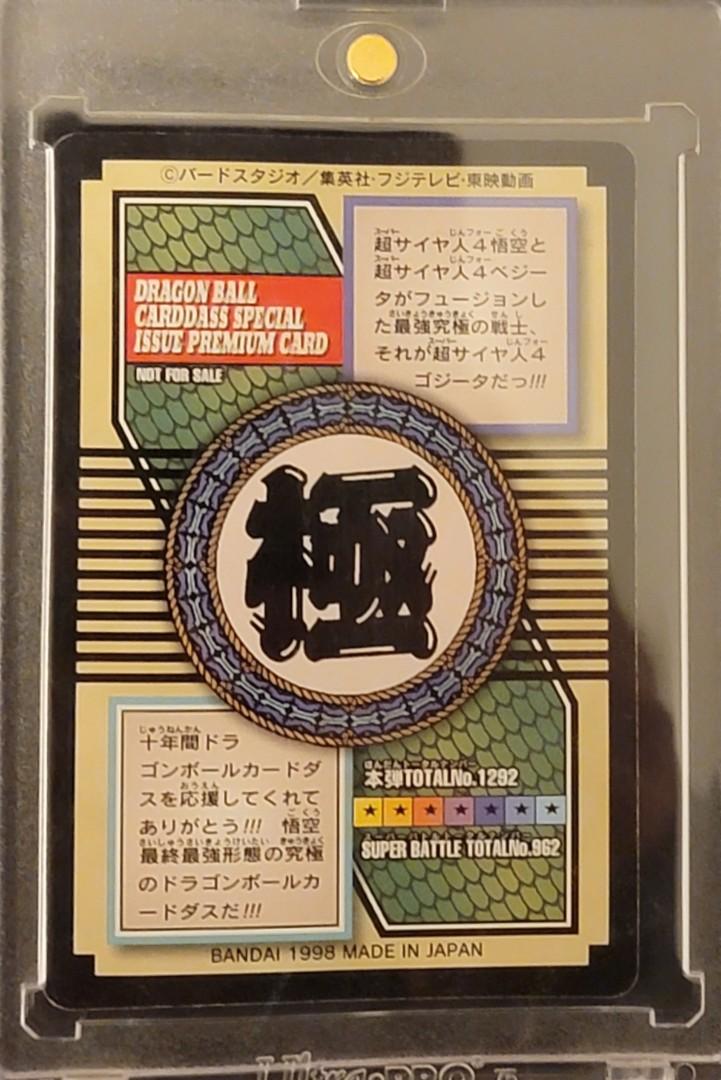 ©バードスタジオ/集英社・フジテレビ・東映動画
DRAGON BALL
CARDDASS SPECIAL
ISSUE PREMIUM CARD
NOT FOR SALE
超サイヤ人4悟空と
超サイヤ人4ベジー
タがフュージョンし
た最強究極の戦士、
それが超サイヤ人4
ゴジータだっ!!!
極
十年間ドラ
ゴンボールカードダ
スを応援してくれて
ありがとう!!! 悟空
最終最強形態の究極
のドラゴンボールカ
ードダスだ!!!
本弾TOTALNo.1292
SUPER BATTLE TOTALNo.962
BANDAI 1998 MADE IN JAPAN
Ultra·PRO